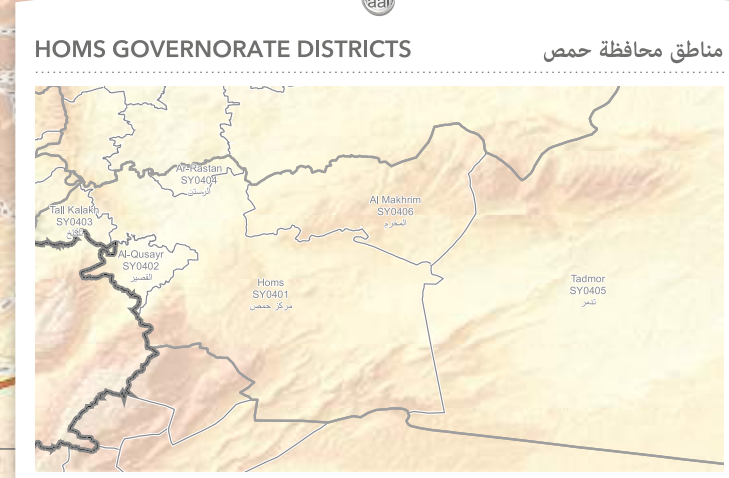 HOMS GOVERNORATE DISTRICTS
مناطق محافظة حمص
Ar-Rastan
SY0404
الرستن
Al Makhrim
SY0406
المخرم
Tall Kalakh
SY0403
Al-Qusayr
SY0402
القصير
Homs
SY0401
مركز حمص
Tadmor
SY0405
تدمر